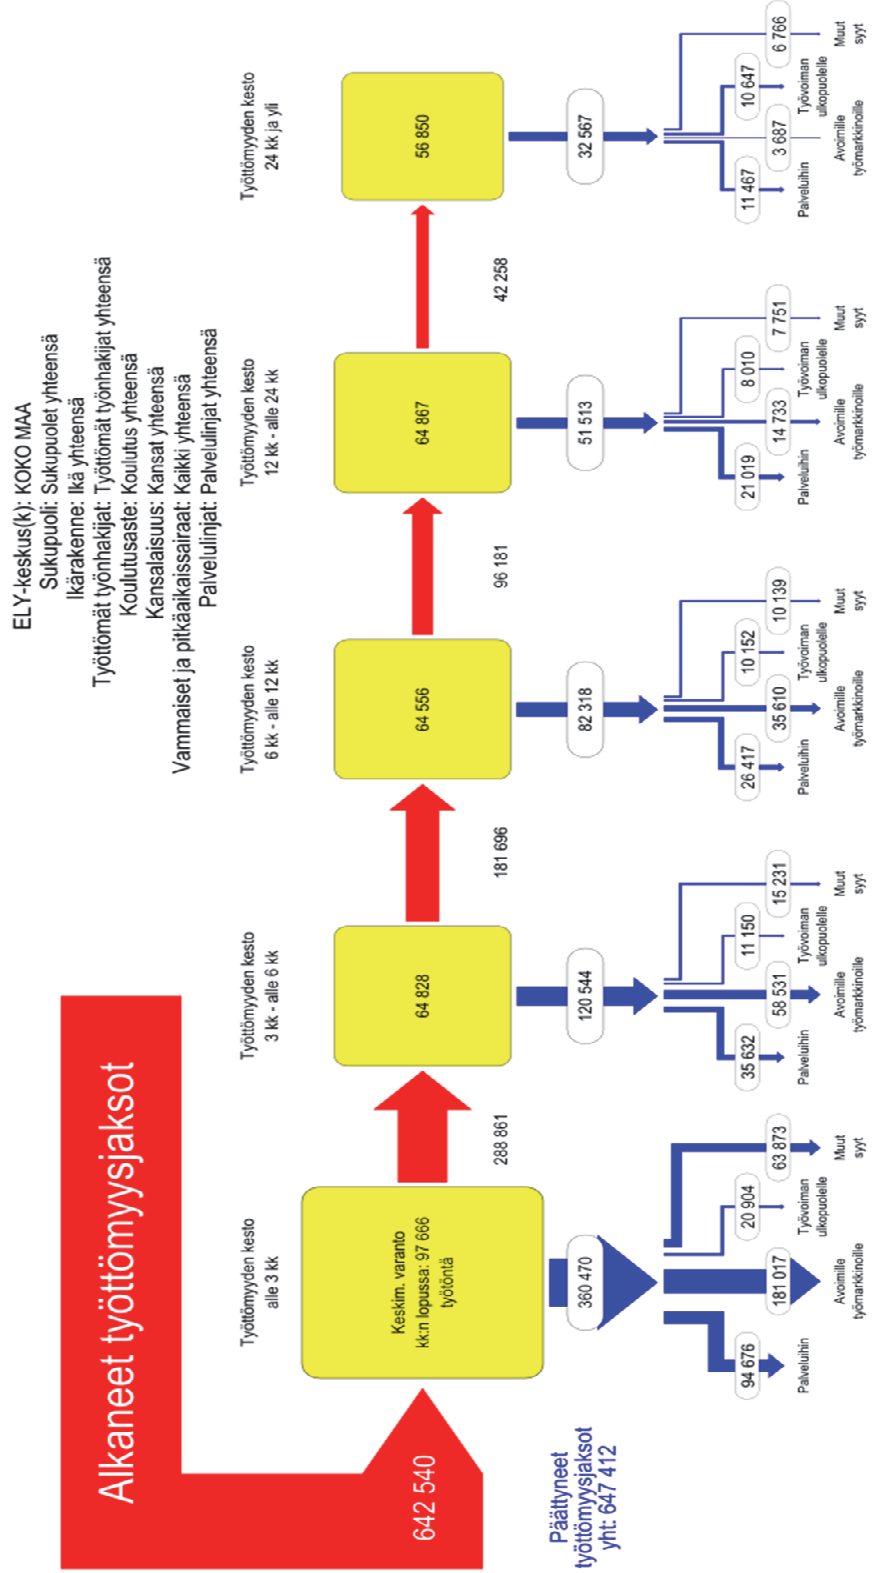 ELY-keskus(k): KOKO MAA
Sukupuoli: Sukupuolet yhteensä
Ikärakenne: Ikä yhteensä
Työttömät työnhakijat: Työttömät työnhakijat yhteensä
Koulutusaste: Koulutus yhteensä
Kansalaisuus: Kansat yhteensä
Vammaiset ja pitkäaikaissairaat: Kaikki yhteensä
Palvelulinjat: Palvelulinjat yhteensä
Alkaneet työttömyysjaksot
642 540
Työttömyyden kesto
alle 3 kk
Keskim. varanto
kk:n lopussa: 97 666
työtöntä
288 861
Työttömyyden kesto
3 kk - alle 6 kk
64 828
181 696
Työttömyyden kesto
6 kk - alle 12 kk
64 556
96 181
Työttömyyden kesto
12 kk - alle 24 kk
64 867
42 258
Työttömyyden kesto
24 kk ja yli
56 850
Päättyneet
työttömyysjaksot
yht: 647 412
360 470
94 676
181 017
20 904
63 873
Palveluihin
Avoimille
työmarkkinoille
Työvoiman
ulkopuolelle
Muut
syyt
120 544
35 632
58 531
11 150
15 231
Palveluihin
Avoimille
työmarkkinoille
Työvoiman
ulkopuolelle
Muut
syyt
82 318
26 417
35 610
10 152
10 139
Palveluihin
Avoimille
työmarkkinoille
Työvoiman
ulkopuolelle
Muut
syyt
51 513
21 019
14 733
8 010
7 751
Palveluihin
Avoimille
työmarkkinoille
Työvoiman
ulkopuolelle
Muut
syyt
32 567
11 467
3 687
10 647
6 766
Palveluihin
Avoimille
työmarkkinoille
Työvoiman
ulkopuolelle
Muut
syyt